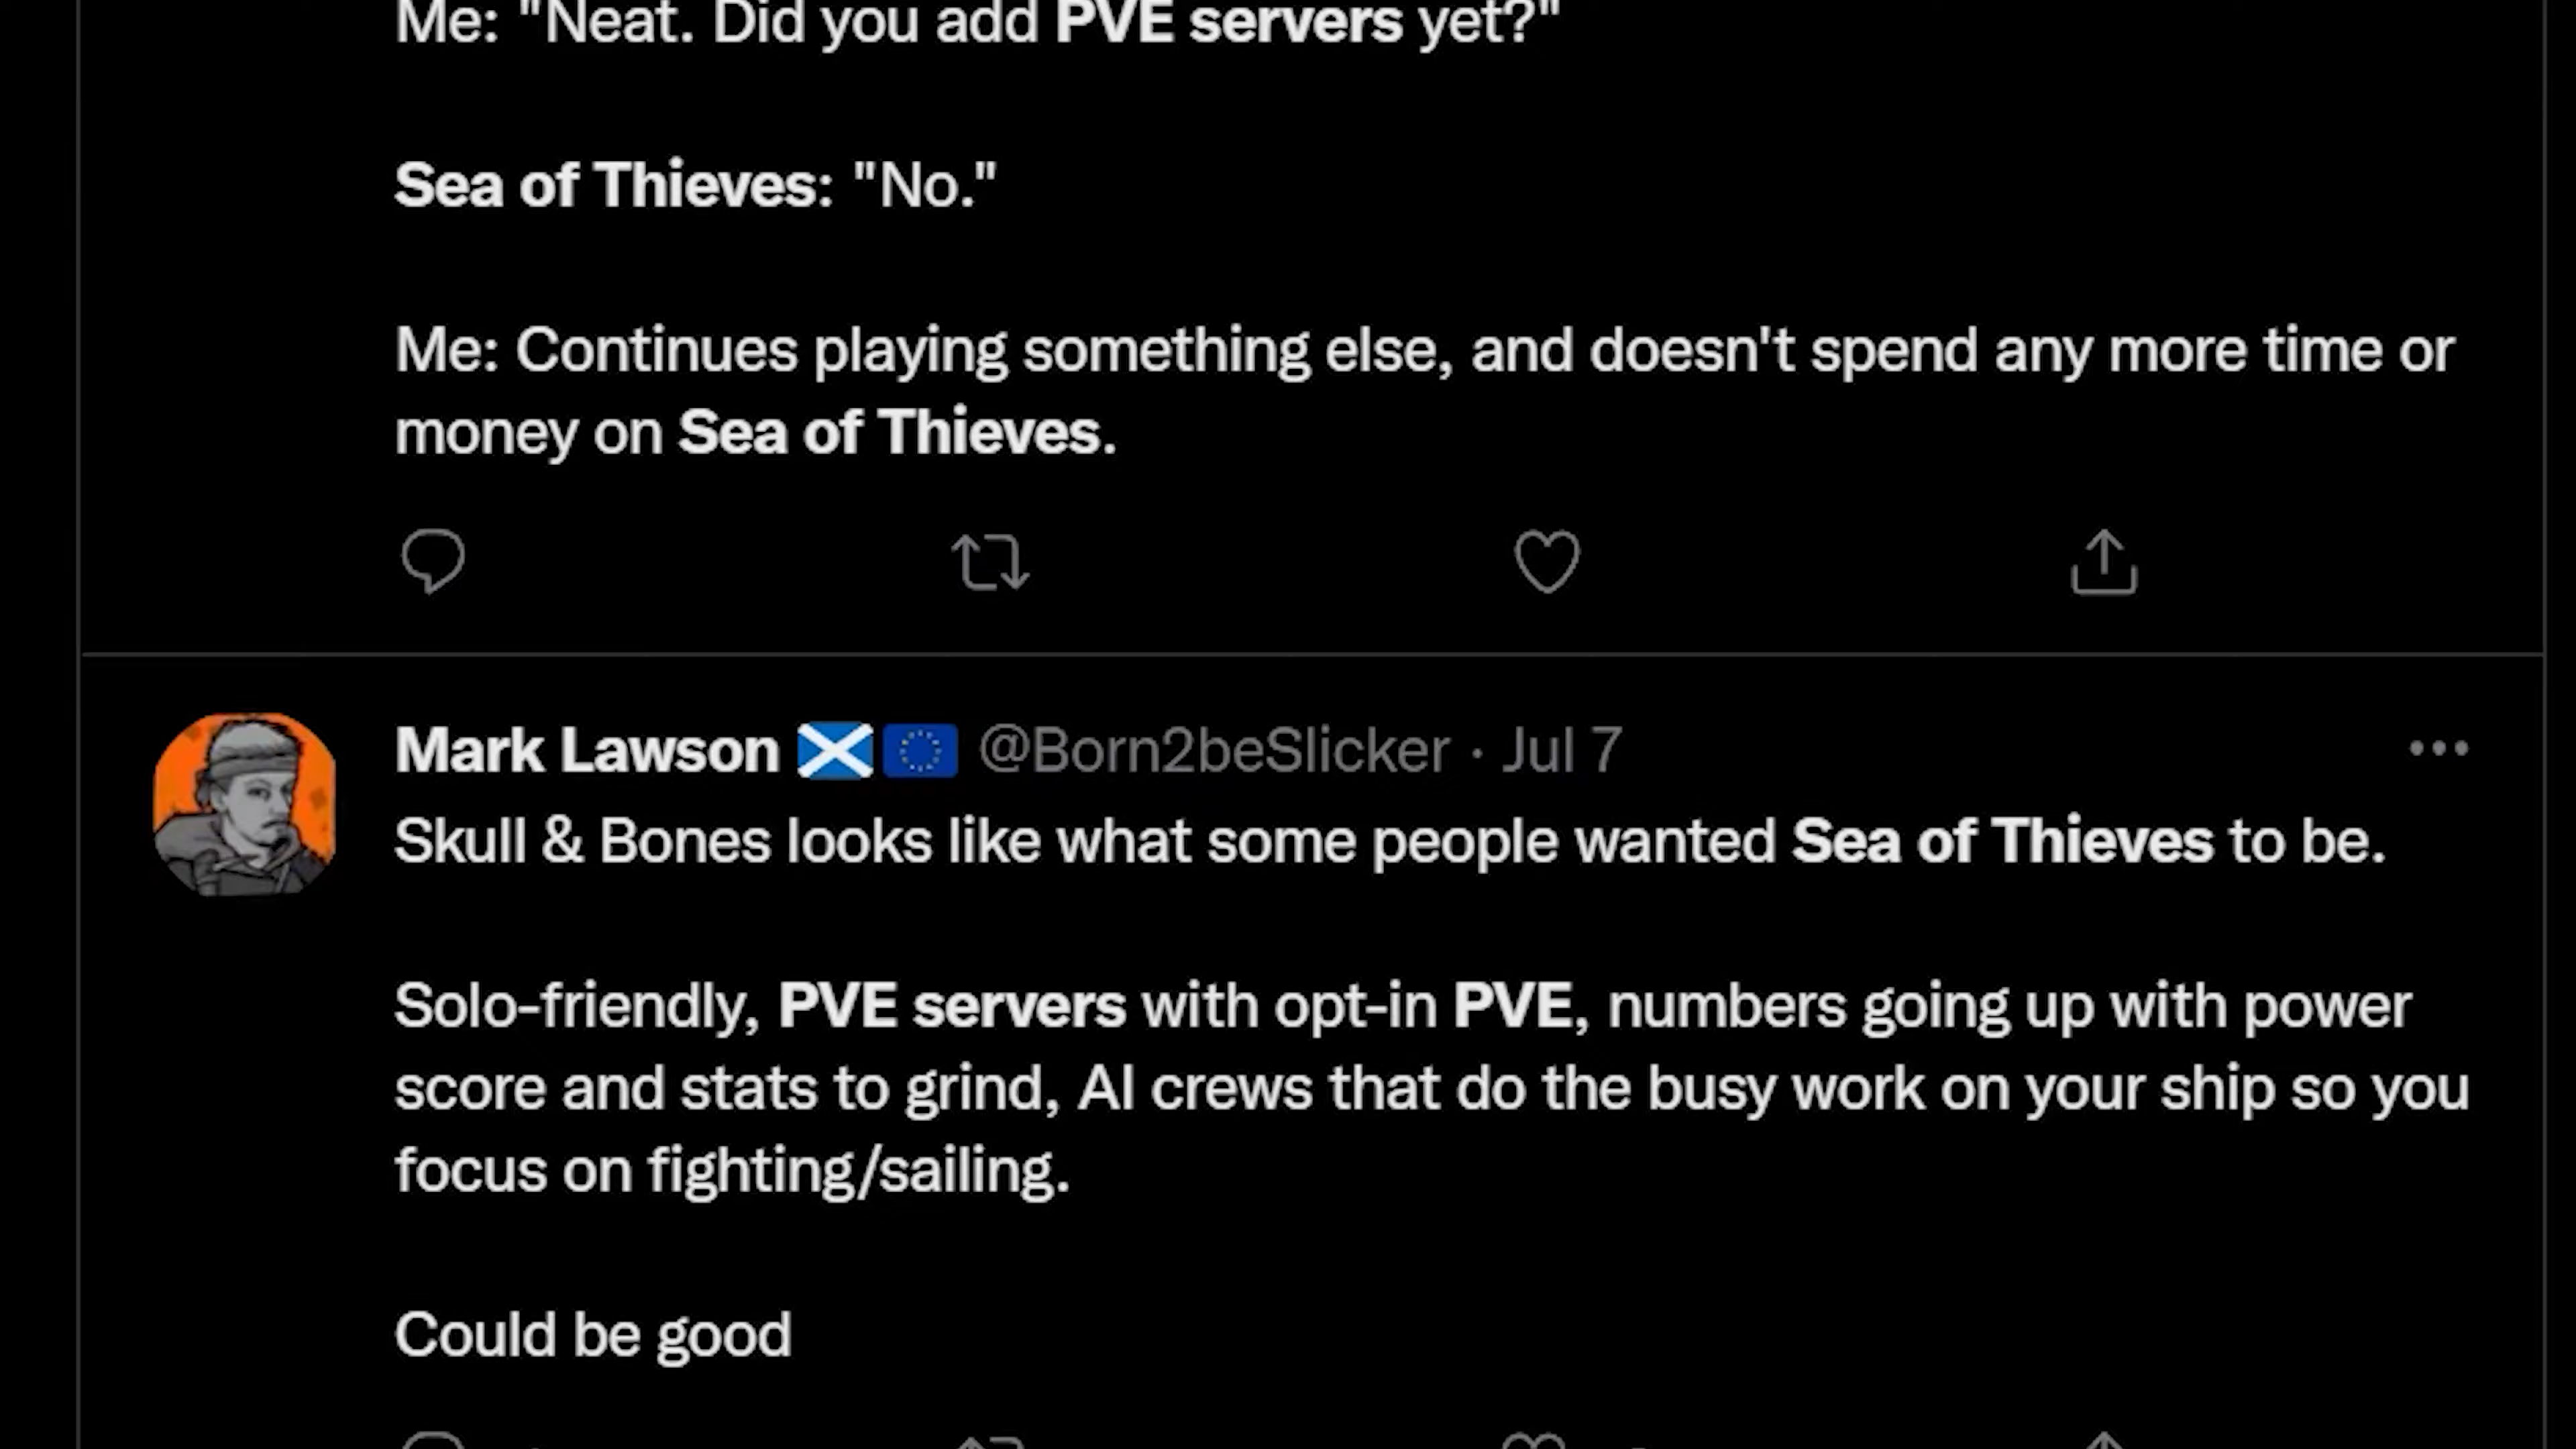 Me: "Neat. Did you add PVE servers yet?"
Sea of Thieves: "No."
Me: Continues playing something else, and doesn't spend any more time or
money on Sea of Thieves.
Mark Lawson @Born2beSlicker · Jul 7
Skull & Bones looks like what some people wanted Sea of Thieves to be.
Solo-friendly, PVE servers with opt-in PVE, numbers going up with power
score and stats to grind, AI crews that do the busy work on your ship so you
focus on fighting/sailing.
Could be good